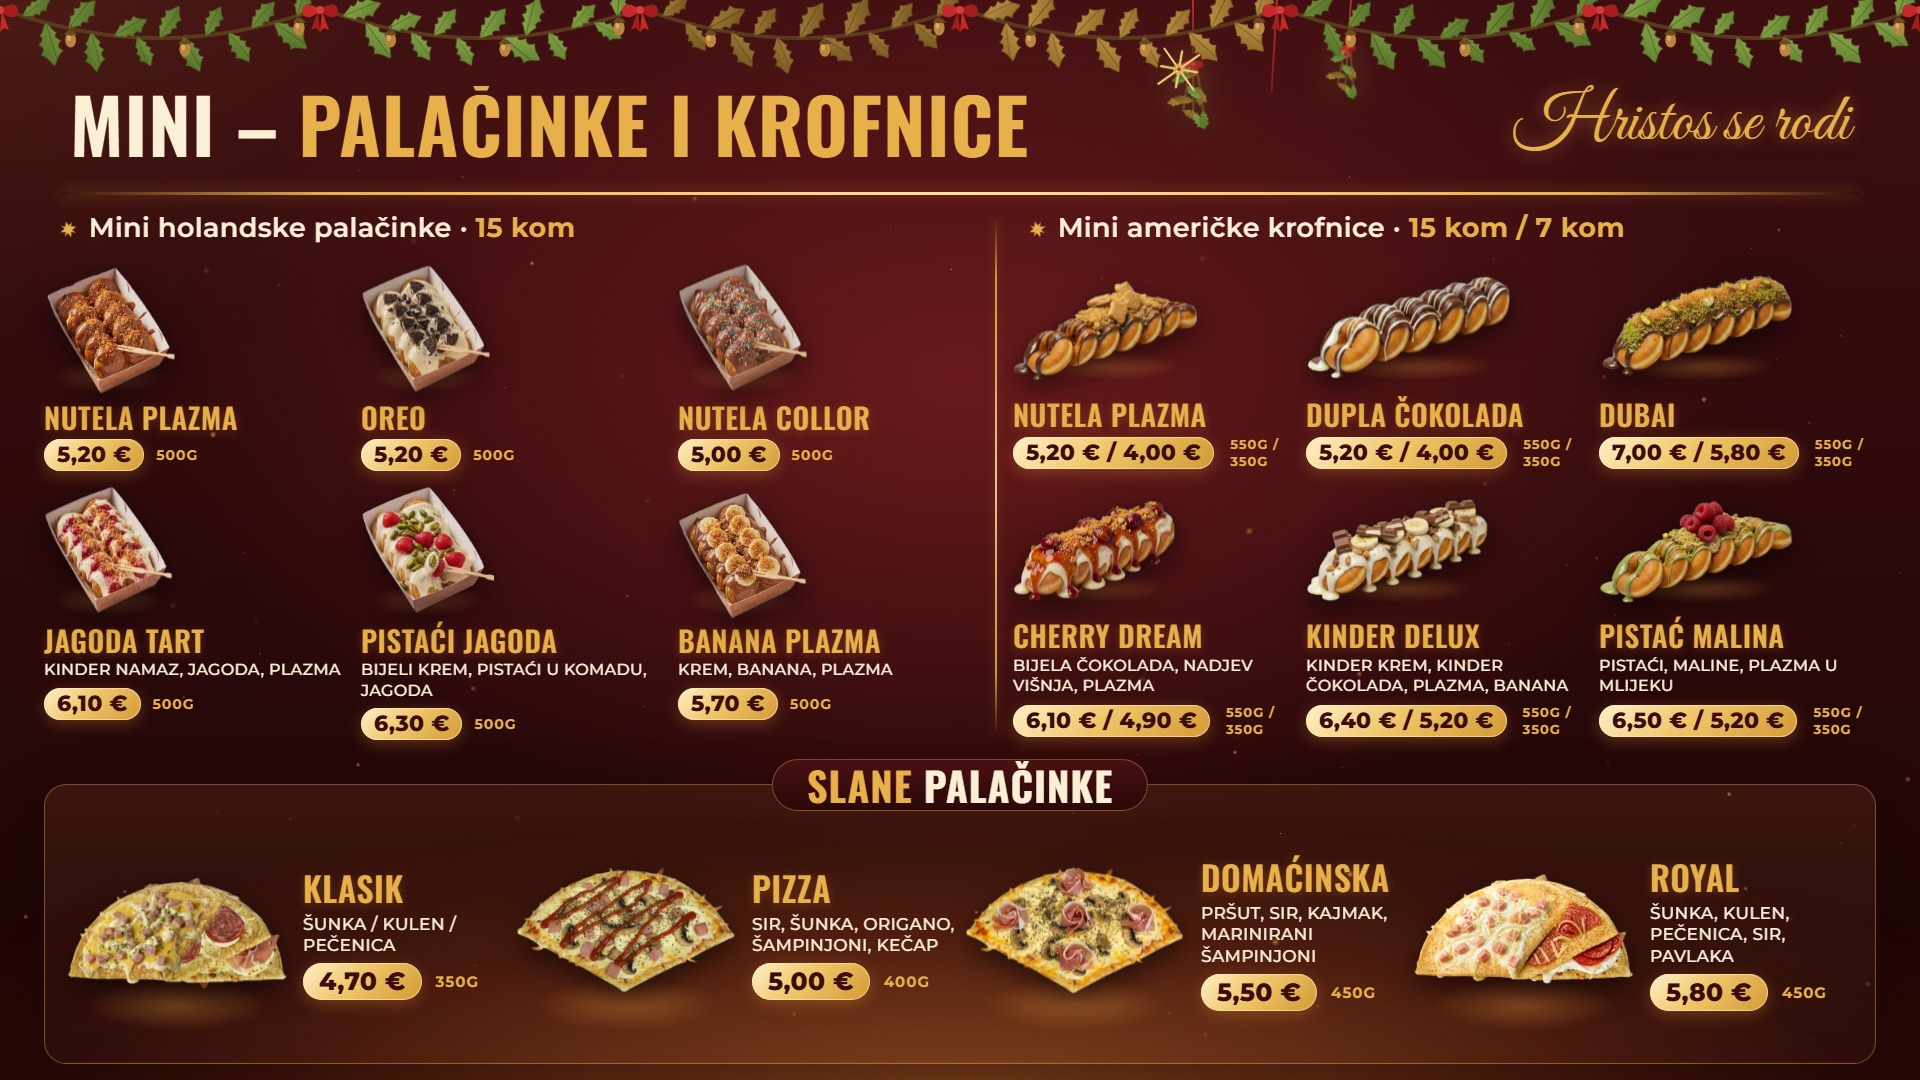 MINI – PALAČINKE I KROFNICE
Hristos se rodi
Mini holandske palačinke · 15 kom
NUTELA PLAZMA
5,20 € 500G
OREO
5,20 € 500G
NUTELA COLLOR
5,00 € 500G
JAGODA TART
KINDER NAMAZ, JAGODA, PLAZMA
6,10 € 500G
PISTAĆI JAGODA
BIJELI KREM, PISTAĆI U KOMADU,
JAGODA
6,30 € 500G
BANANA PLAZMA
KREM, BANANA, PLAZMA
5,70 € 500G
Mini američke krofnice · 15 kom / 7 kom
NUTELA PLAZMA
5,20 € / 4,00 € 550G /
350G
DUPLA ČOKOLADA
5,20 € / 4,00 € 550G /
350G
DUBAI
7,00 € / 5,80 € 550G /
350G
CHERRY DREAM
BIJELA ČOKOLADA, NADJEV
VIŠNJA, PLAZMA
6,10 € / 4,90 € 550G /
350G
KINDER DELUX
KINDER KREM, KINDER
ČOKOLADA, PLAZMA, BANANA
6,40 € / 5,20 € 550G /
350G
PISTAĆ MALINA
PISTAĆI, MALINE, PLAZMA U
MLIJEKU
6,50 € / 5,20 € 550G /
350G
SLANE PALAČINKE
KLASIK
ŠUNKA / KULEN /
PEČENICA
4,70 € 350G
PIZZA
SIR, ŠUNKA, ORIGANO,
ŠAMPINJONI, KEČAP
5,00 € 400G
DOMAĆINSKA
PRŠUT, SIR, KAJMAK,
MARINIRANI
ŠAMPINJONI
5,50 € 450G
ROYAL
ŠUNKA, KULEN,
PEČENICA, SIR,
PAVLAKA
5,80 € 450G